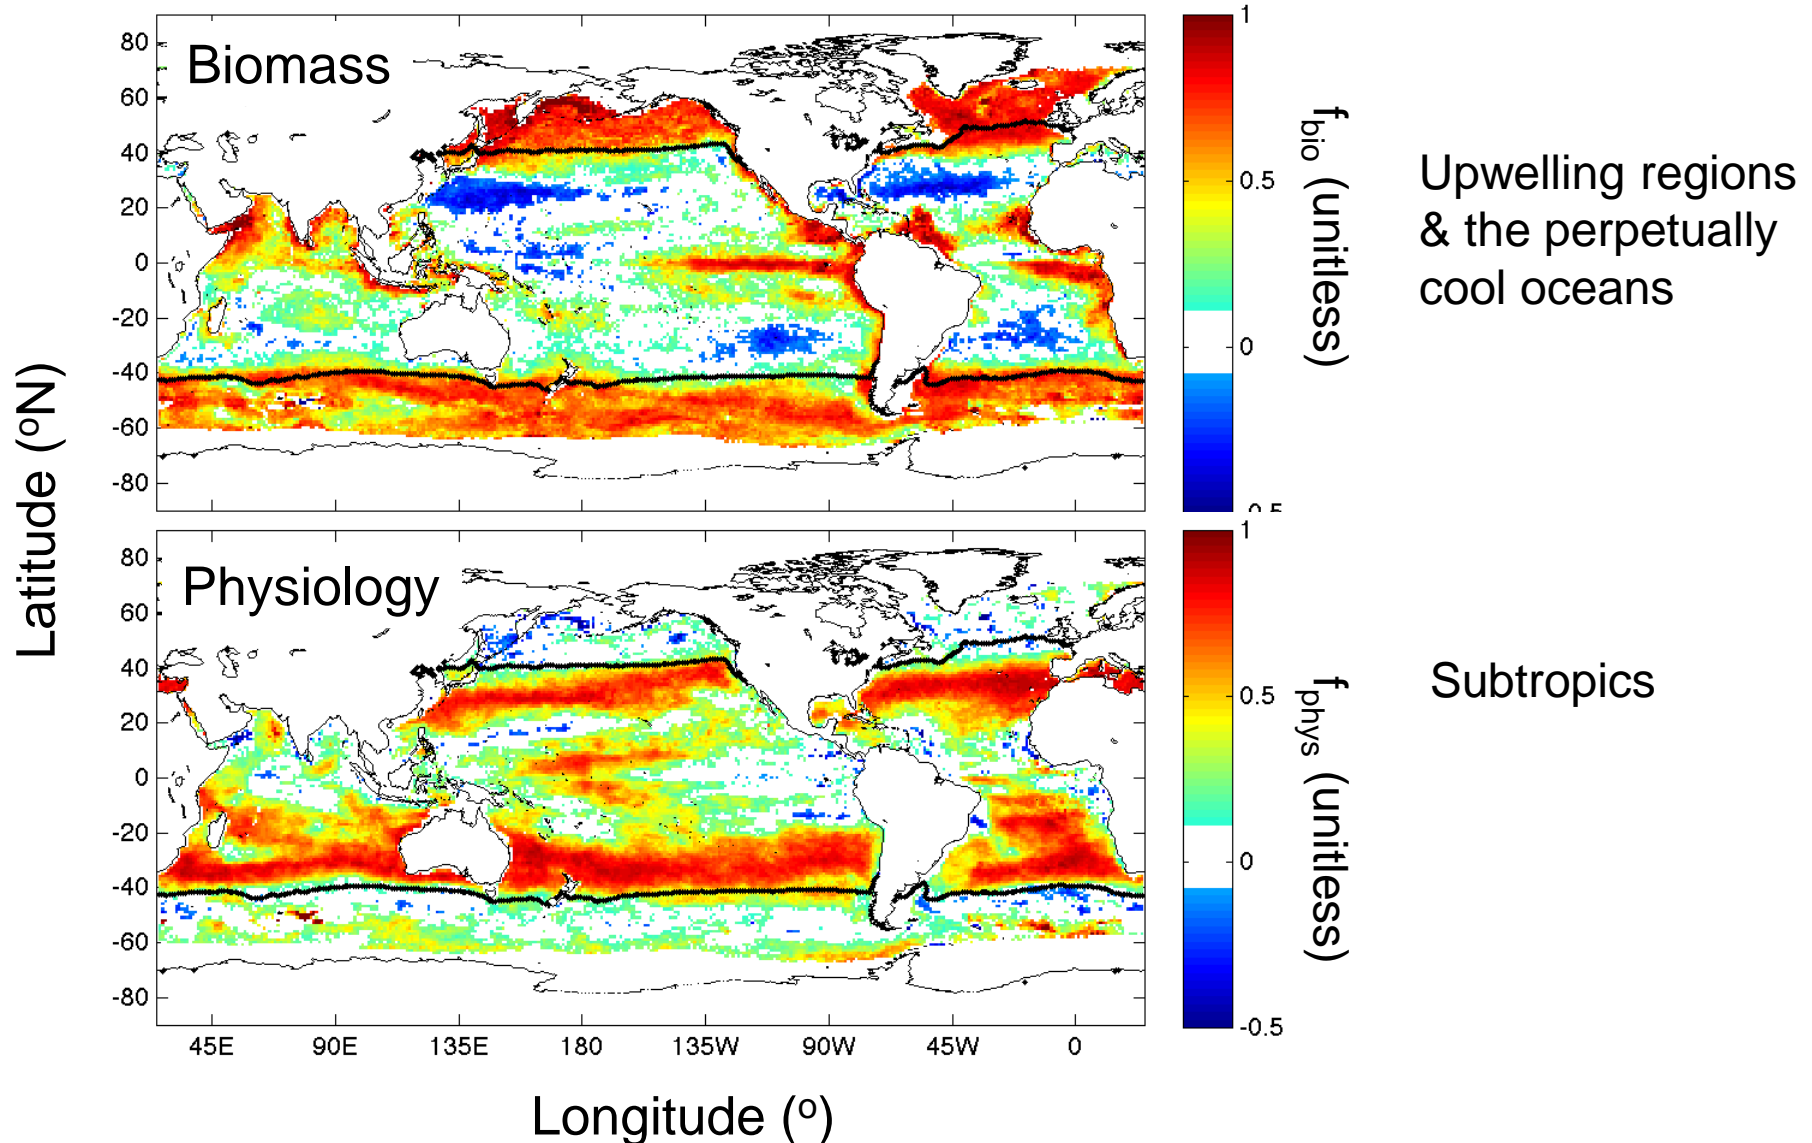 Biomass
80
60
40
20
0
-20
-40
-60
-80
1
0.5
0
-0.5
f_bio (unitless)
Upwelling regions
& the perpetually
cool oceans
Latitude (ºN)
Physiology
80
60
40
20
0
-20
-40
-60
-80
45E 90E 135E 180 135W 90W 45W 0
1
0.5
0
-0.5
f_phys (unitless)
Subtropics
Longitude (º)